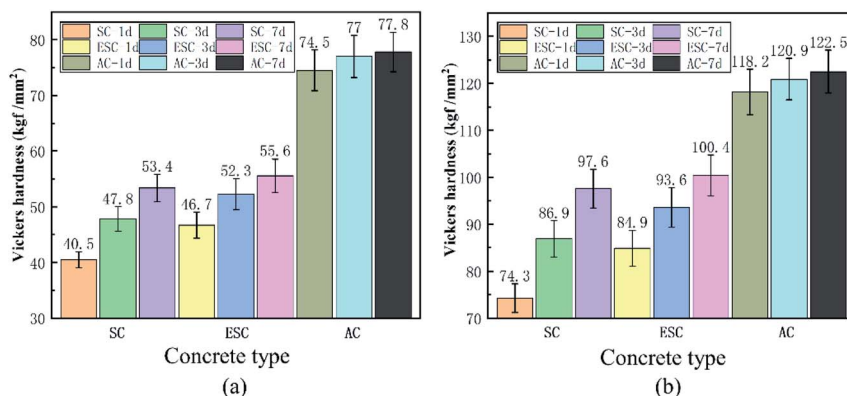 SC 1d SC 3d SC 7d
ESC 1d ESC 3d ESC 7d
AC-1d AC-3d AC-7d
80
70
60
50
40
30
Vickers hardness (kgf/mm²)
40.5
47.8
53.4
46.7
52.3
55.6
74.5
77
77.8
SC ESC AC
Concrete type
(a)
SC-1d SC-3d SC-7d
ESC-1d ESC-3d ESC-7d
AC-1d AC-3d AC-7d
130
120
110
100
90
80
70
Vickers hardness (kgf/mm²)
74.3
86.9
97.6
84.9
93.6
100.4
118.2
120.9
122.5
SC ESC AC
Concrete type
(b)